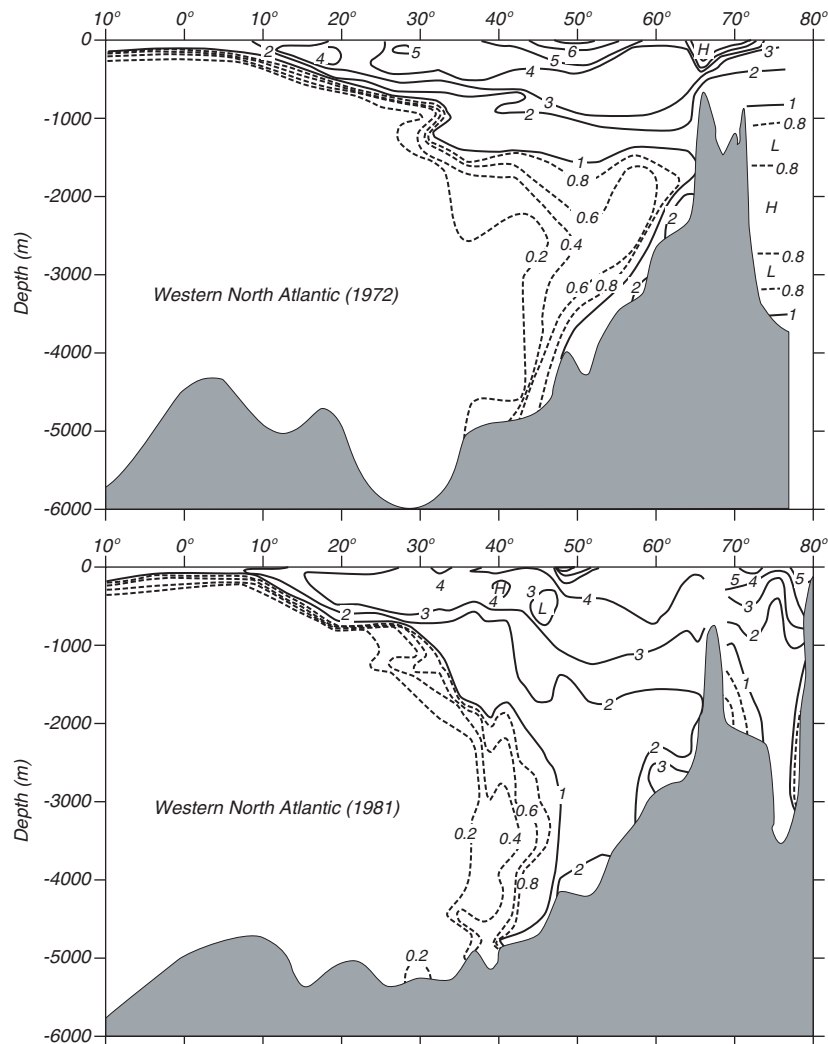 10° 0° 10° 20° 30° 40° 50° 60° 70° 80°
0
-1000
-2000
-3000
-4000
-5000
-6000
Depth (m)
2 4 5 6 5 4 3 2 H 3 2
1 0.8 L 0.8 H 0.8 L 0.8 1
1 0.8 0.6 0.4 0.2 0.6 0.8 2 2
Western North Atlantic (1972)
10° 0° 10° 20° 30° 40° 50° 60° 70° 80°
0
-1000
-2000
-3000
-4000
-5000
-6000
Depth (m)
4 H 4 3 L 4 5 4 5 3
2 3 3 2 2 1
2 3 1 0.6 0.4 0.2 0.8 2
0.2
Western North Atlantic (1981)